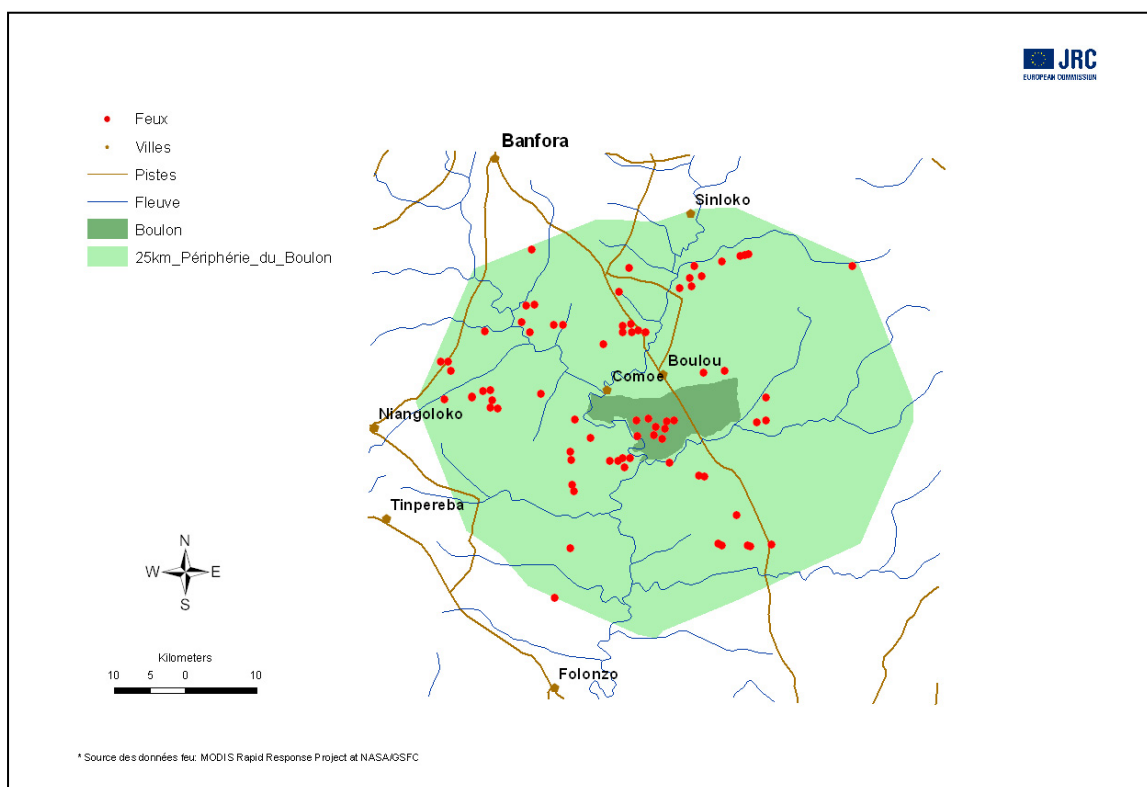 JRC
EUROPEAN COMMISSION
Feux
Villes
Pistes
Fleuve
Boulon
25km_Périphérie_du_Boulon
Banfora
Sinloko
Boulou
Comoe
Niangoloko
Tinpereba
Folonzo
N
W E
S
Kilometers
10 5 0 10
* Source des données feu: MODIS Rapid Response Project at NASA/GSFC